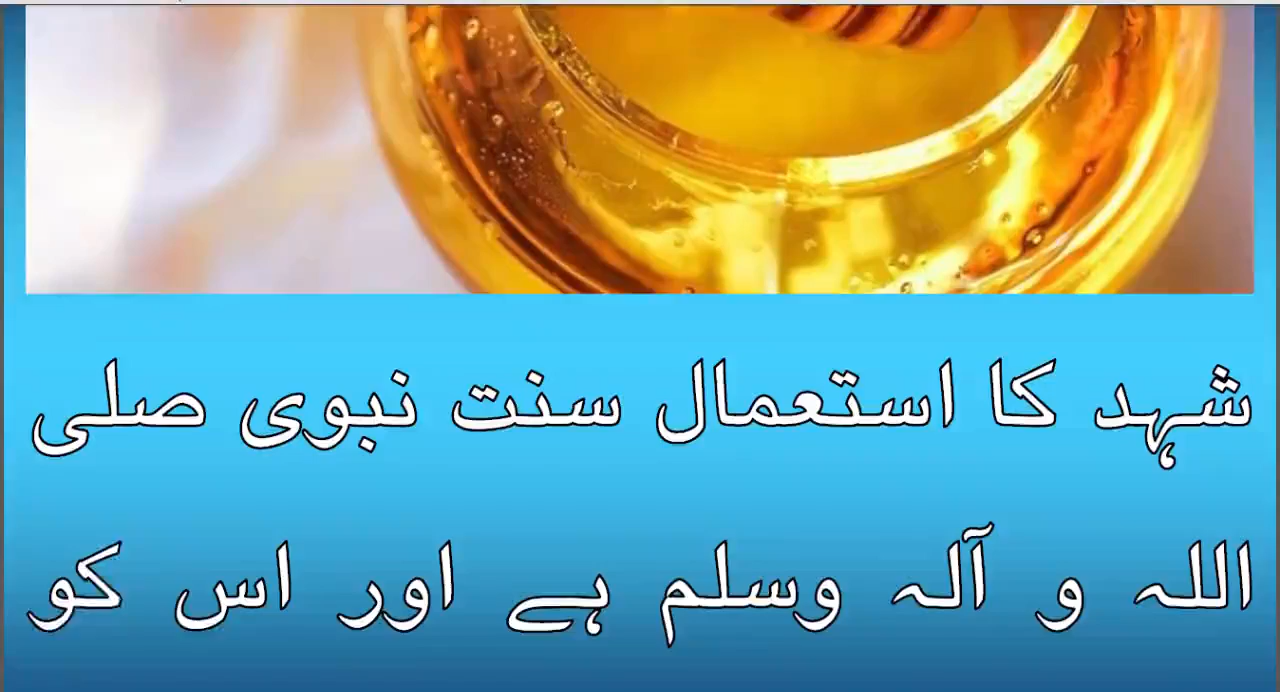 شہد کا استعمال سنت نبوی صلی
اللہ و آلہ وسلم ہے اور اس کو